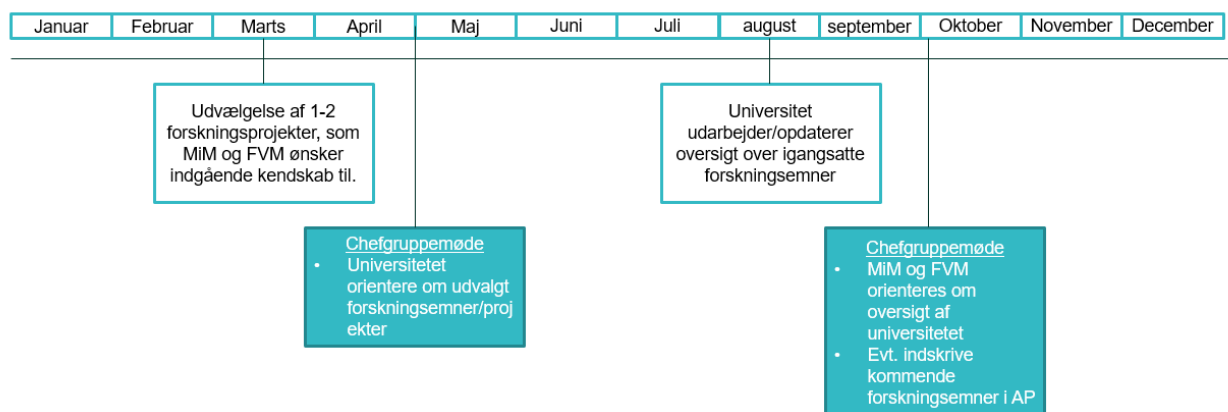 Januar Februar Marts April Maj Juni Juli august september Oktober November December
Udvælgelse af 1-2
forskningsprojekter, som
MiM og FVM ønsker
indgående kendskab til.
Universitet
udarbejder/opdaterer
oversigt over igangsatte
forskningsemner
Chefgruppemøde
• Universitetet
orientere om udvalgt
forskningsemner/proj
ekter
Chefgruppemøde
• MiM og FVM
orienteres om
oversigt af
universitetet
• Evt. indskrive
kommende
forskningsemner i AP